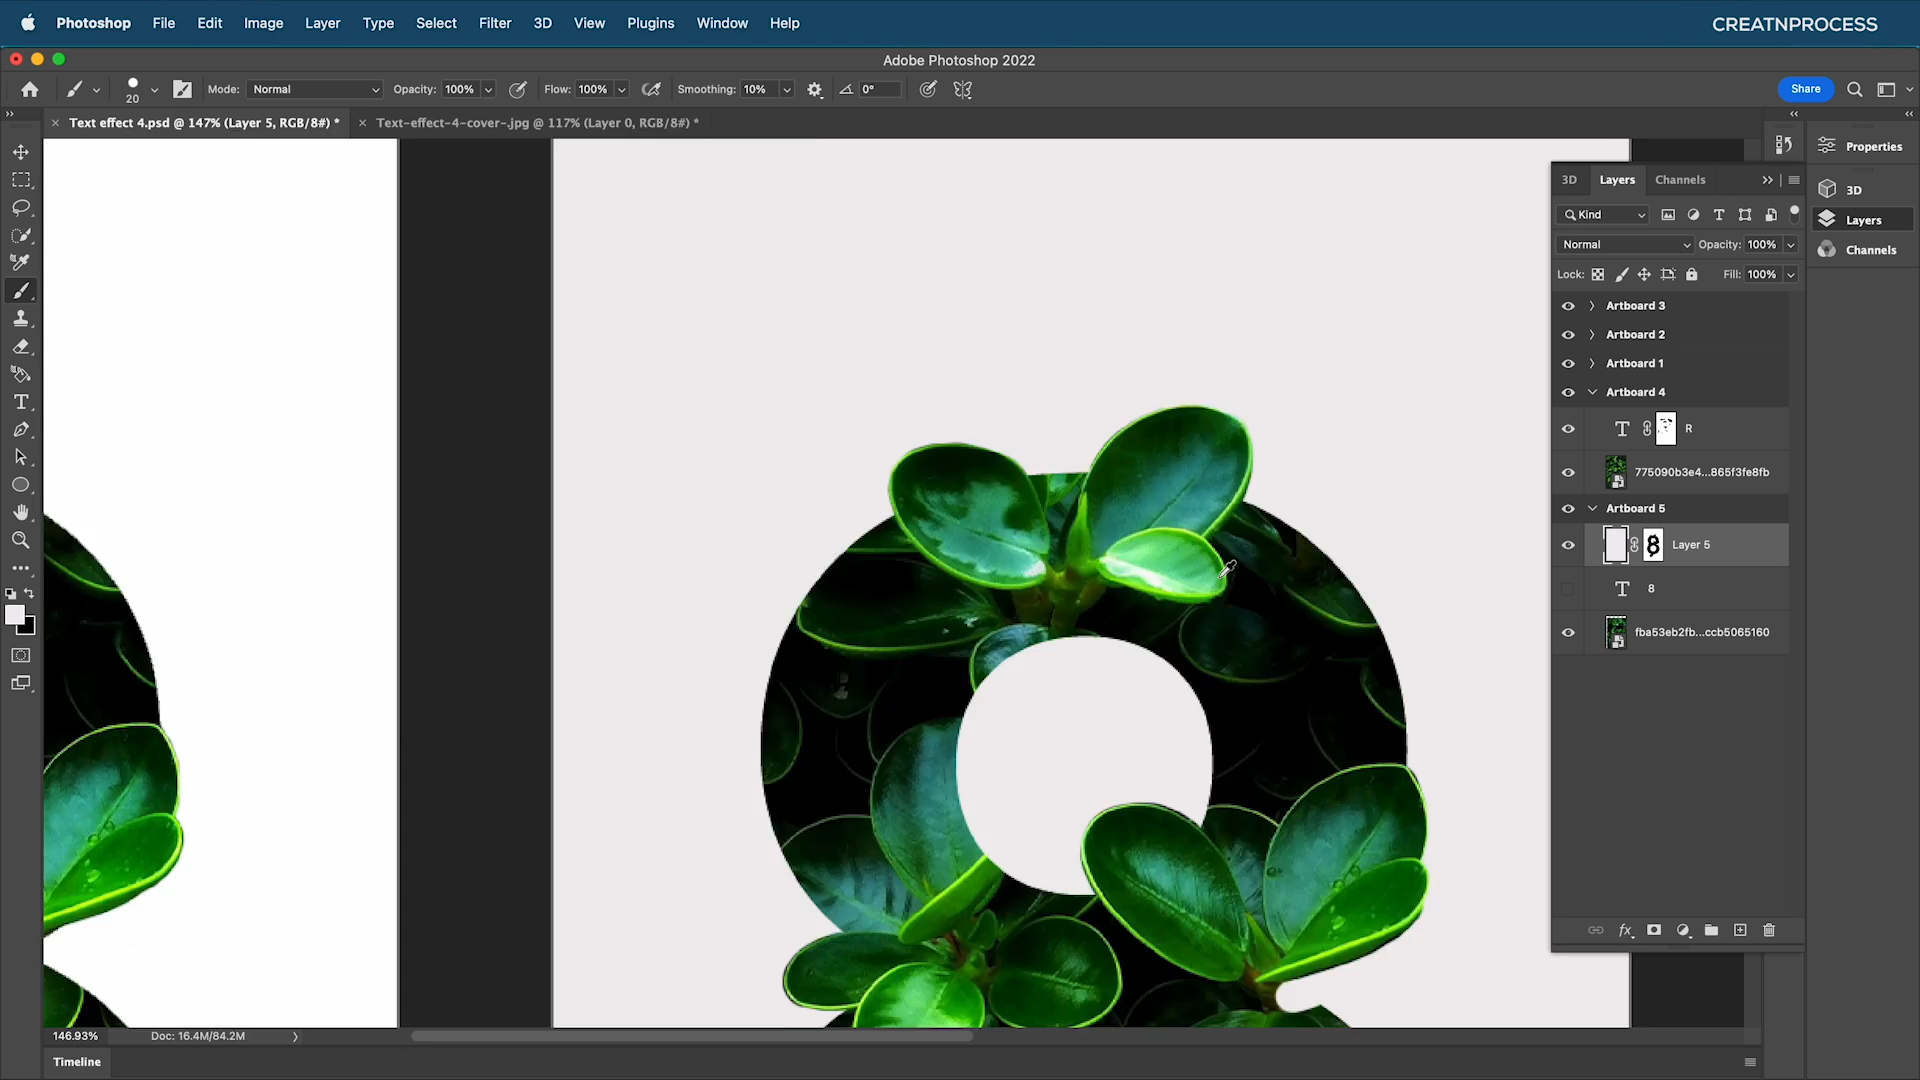 Photoshop File Edit Image Layer Type Select Filter 3D View Plugins Window Help CREATNPROCESS
Adobe Photoshop 2022
20 Mode: Normal Opacity: 100% Flow: 100% Smoothing: 10% 0° Share
Text effect 4.psd @ 147% (Layer 5, RGB/8#) * Text-effect-4-cover-.jpg @ 117% (Layer 0, RGB/8#) *
Properties
3D Layers Channels
3D
Kind
Layers
Normal Opacity: 100%
Channels
Lock: Fill: 100%
Artboard 3
Artboard 2
Artboard 1
Artboard 4
R
775090b3e4...865f3fe8fb
Artboard 5
8 Layer 5
8
fba53eb2fb...ccb5065160
fx
146.93% Doc: 16.4M/84.2M
Timeline